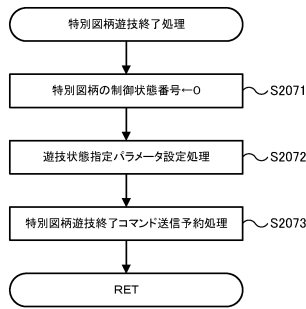 特別図柄遊技終了処理
特別図柄の制御状態番号←0
S2071
遊技状態指定パラメータ設定処理
S2072
特別図柄遊技終了コマンド送信予約処理
S2073
RET